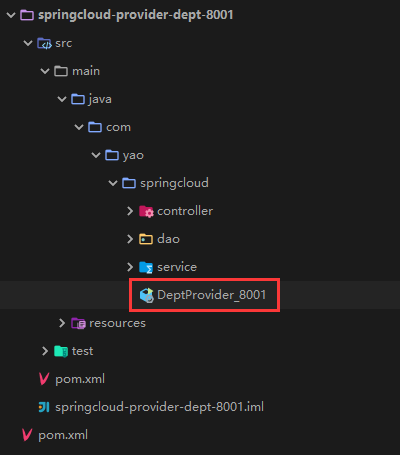 springcloud-provider-dept-8001
src
main
java
com
yao
springcloud
controller
dao
service
DeptProvider_8001
resources
test
pom.xml
springcloud-provider-dept-8001.iml
pom.xml